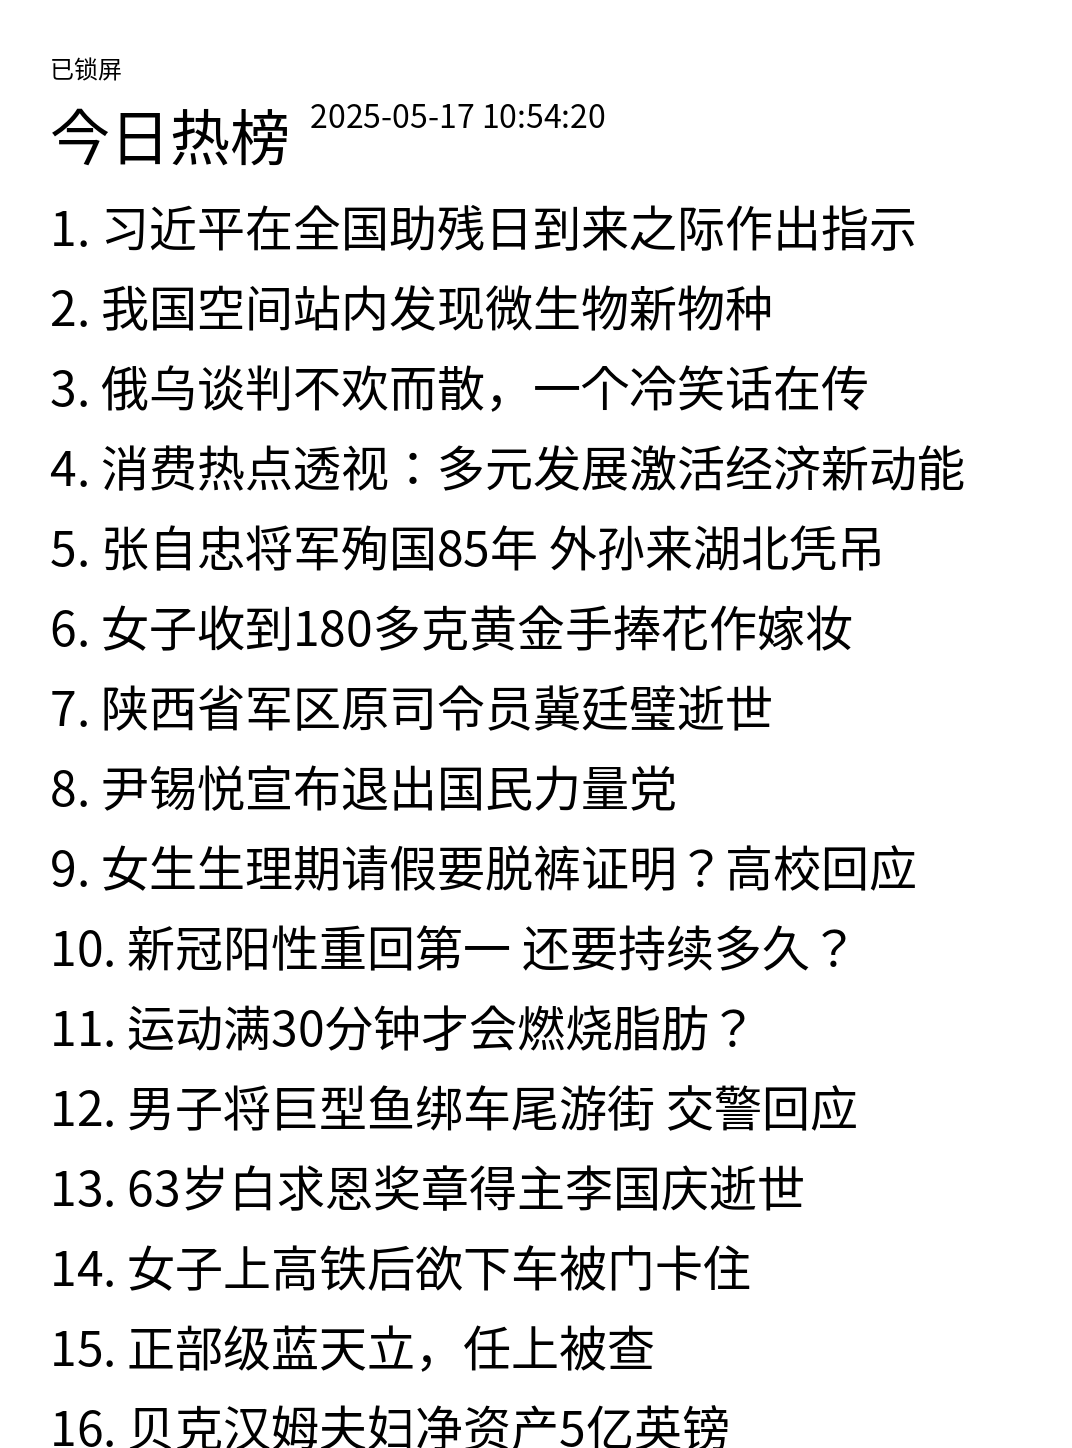 已锁屏
今日热榜 2025-05-17 10:54:20
1. 习近平在全国助残日到来之际作出指示
2. 我国空间站内发现微生物新物种
3. 俄乌谈判不欢而散，一个冷笑话在传
4. 消费热点透视：多元发展激活经济新动能
5. 张自忠将军殉国85年 外孙来湖北凭吊
6. 女子收到180多克黄金手捧花作嫁妆
7. 陕西省军区原司令员冀廷璧逝世
8. 尹锡悦宣布退出国民力量党
9. 女生生理期请假要脱裤证明？高校回应
10. 新冠阳性重回第一 还要持续多久？
11. 运动满30分钟才会燃烧脂肪？
12. 男子将巨型鱼绑车尾游街 交警回应
13. 63岁白求恩奖章得主李国庆逝世
14. 女子上高铁后欲下车被门卡住
15. 正部级蓝天立，任上被查
16. 贝克汉姆夫妇净资产5亿英镑